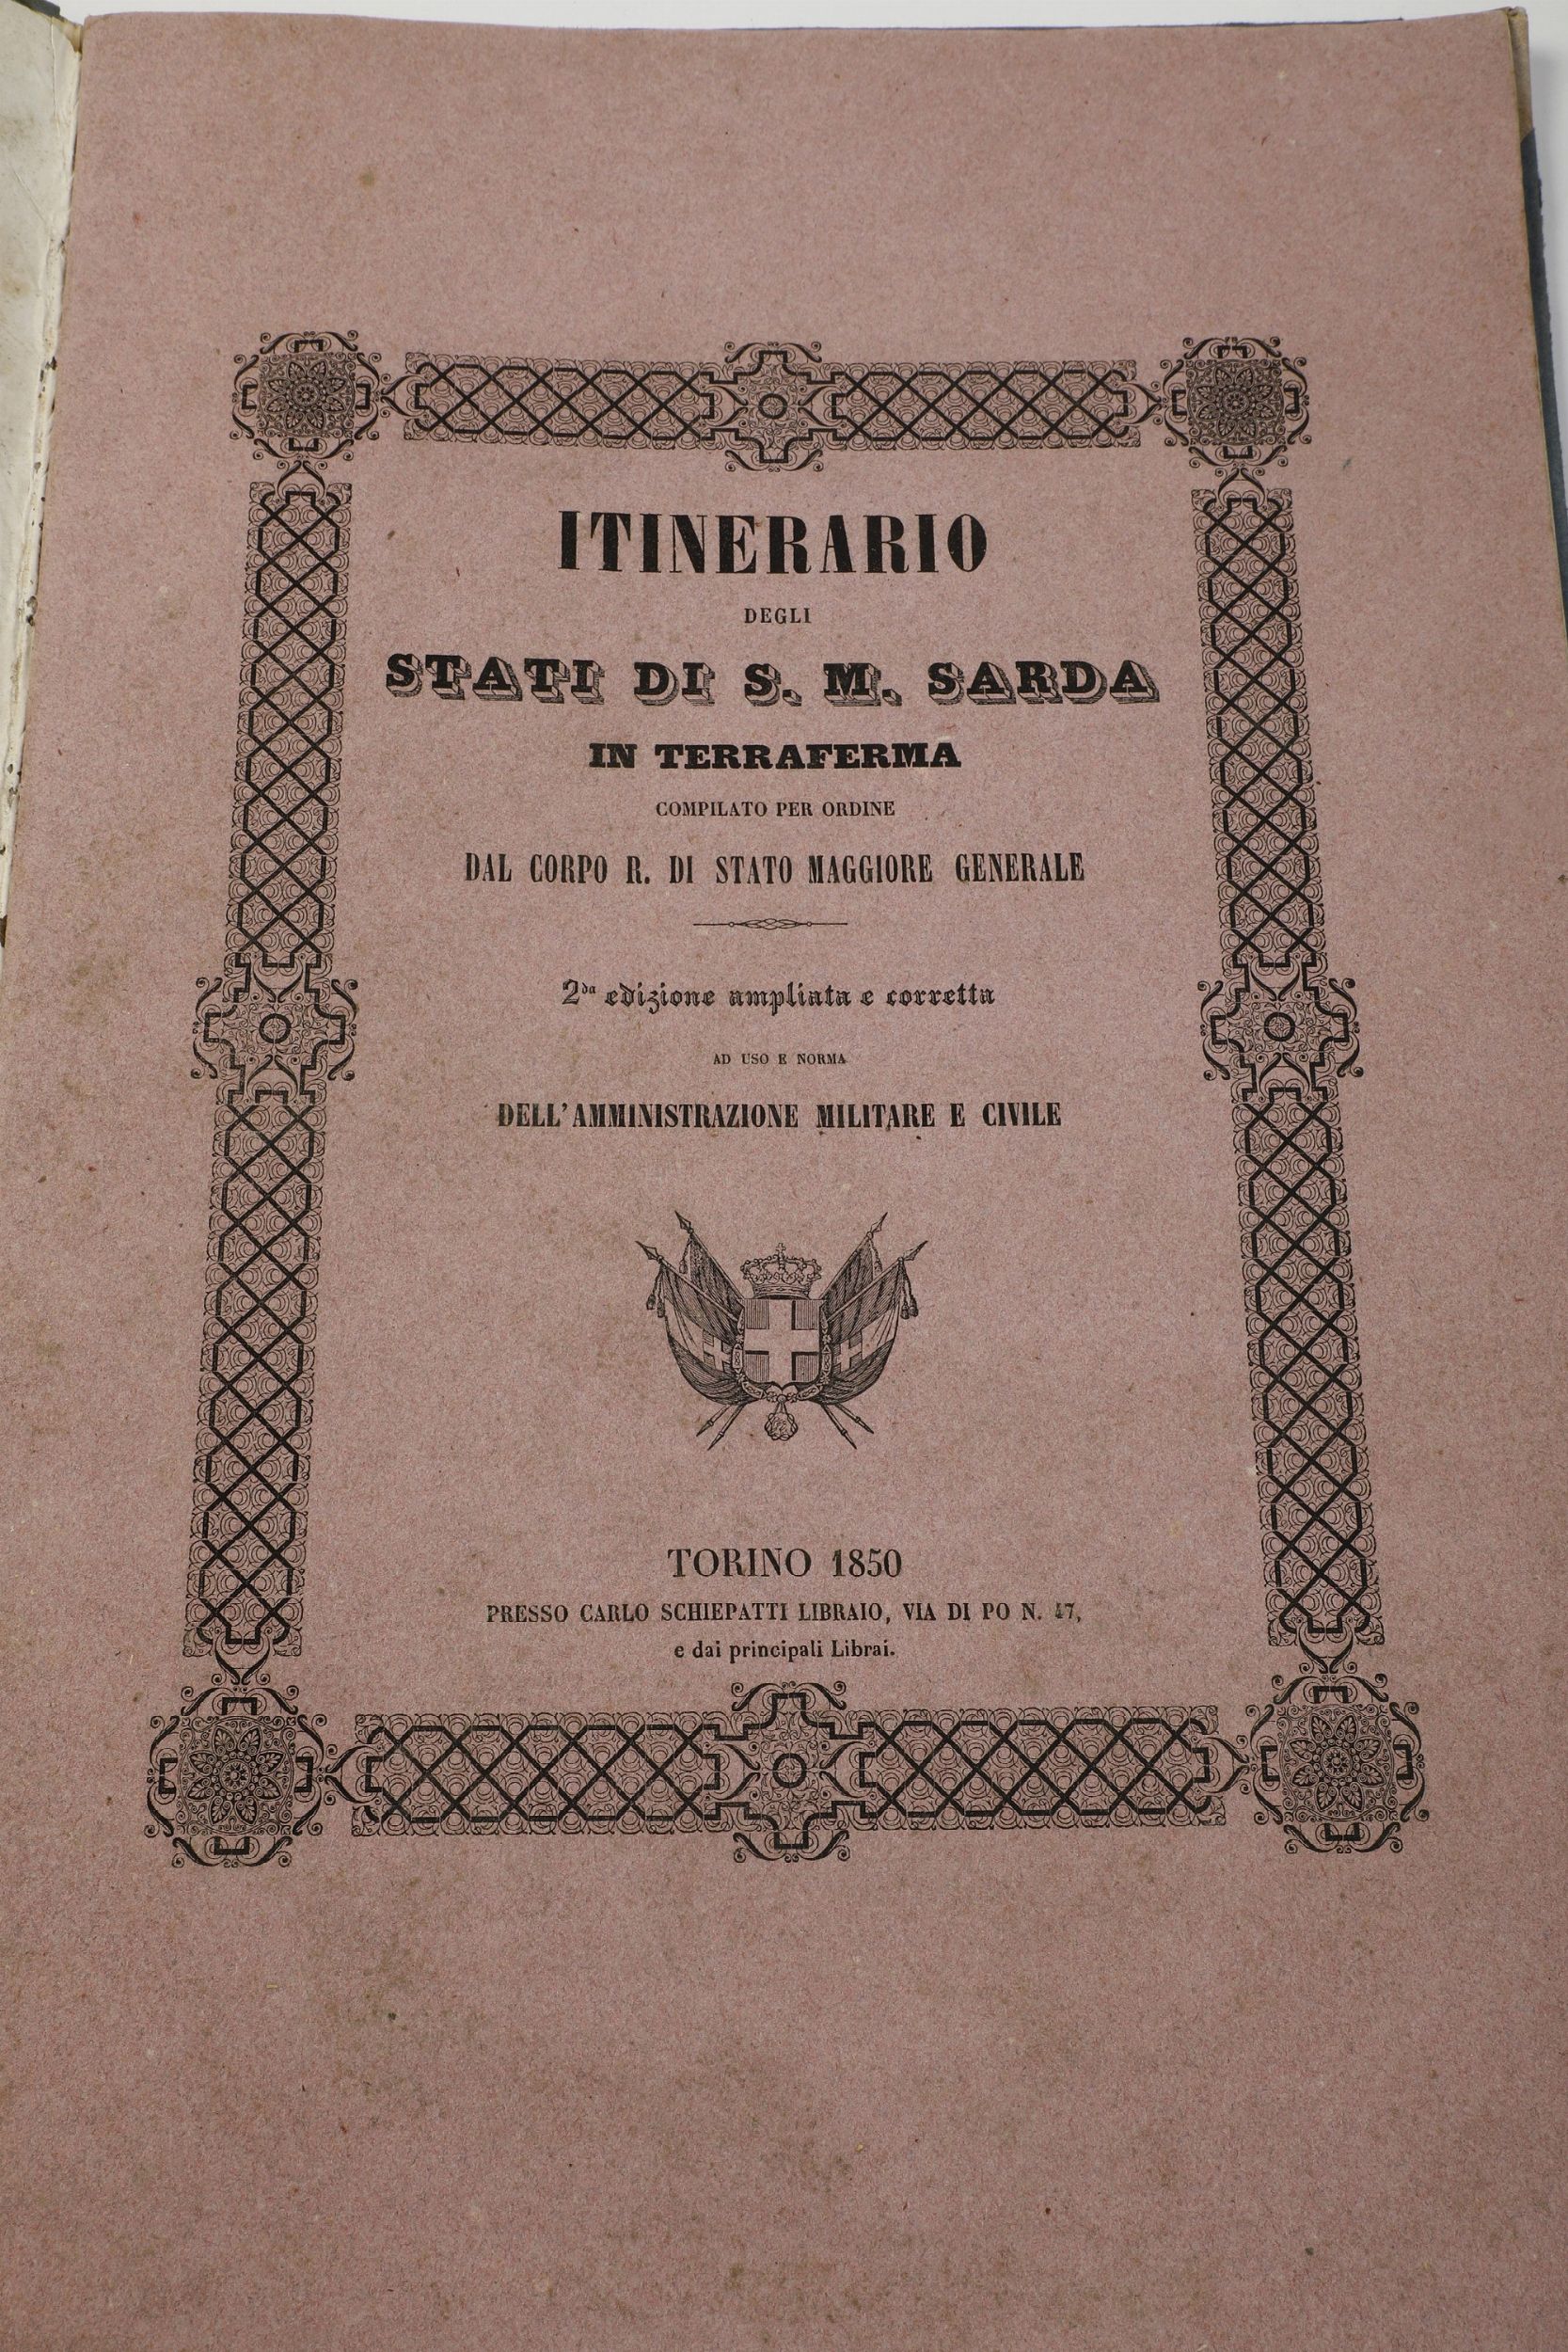 ITINERARIO
DEGLI
STATI DI S. M. SARDA
IN TERRAFERMA
COMPILATO PER ORDINE
DAL CORPO R. DI STATO MAGGIORE GENERALE
2da edizione ampliata e corretta
AD USO E NORMA
DELL'AMMINISTRAZIONE MILITARE E CIVILE
TORINO 1850
PRESSO CARLO SCHIEPATTI LIBRAIO, VIA DI PO N. 47,
e dai principali Librai.